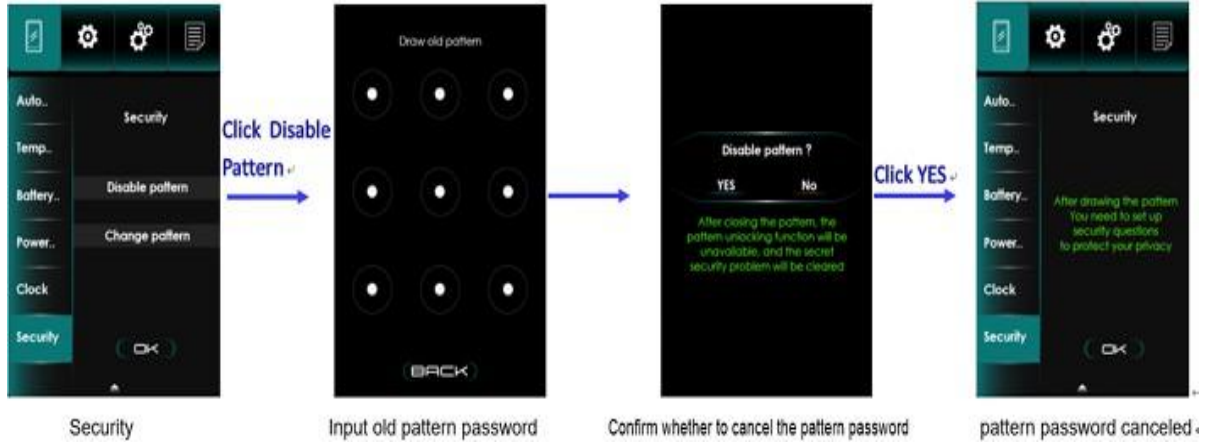 Auto..
Temp..
Battery..
Power..
Clock
Security
Security
Disable pattern
Change pattern
OK
Click Disable
Pattern
Draw old pattern
BACK
Disable pattern ?
YES No
After closing the pattern, the
pattern unlocking function will be
unavailable, and the secret
security problem will be cleared
Click YES
Auto..
Temp..
Battery..
Power..
Clock
Security
Security
After drawing the pattern
You need to set up
security questions
to protect your privacy
OK
Security
Input old pattern password
Confirm whether to cancel the pattern password
pattern password canceled